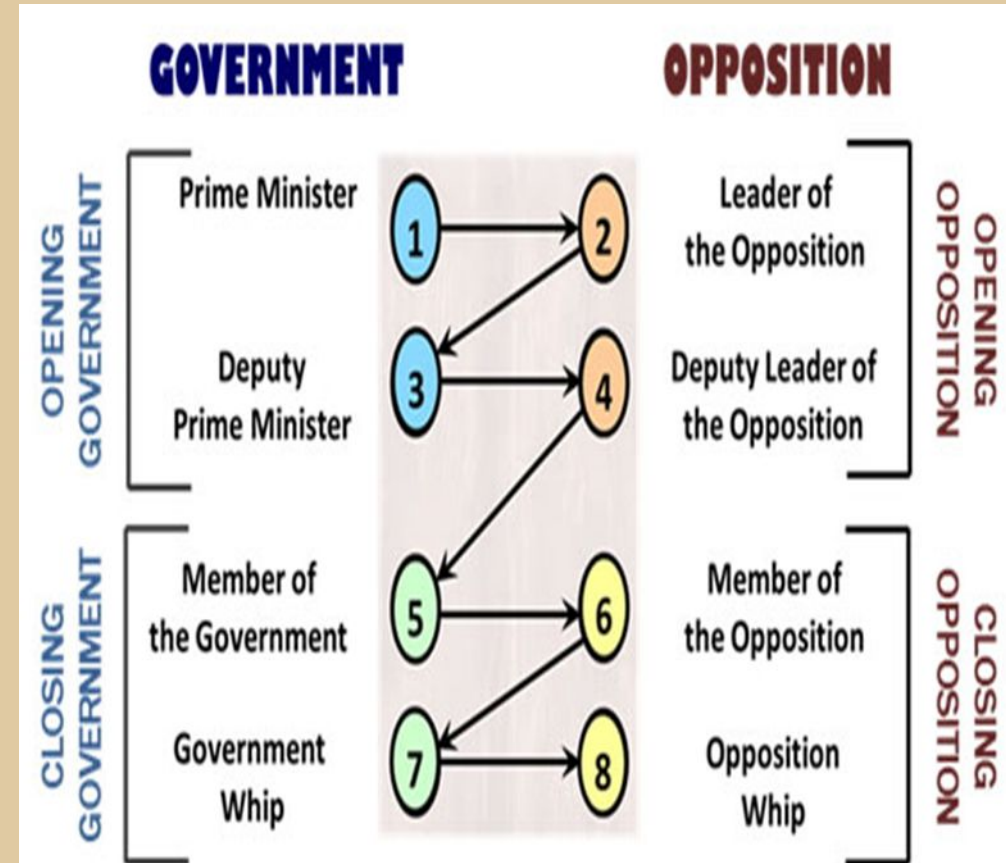 GOVERNMENT
OPPOSITION
OPENING
GOVERNMENT
Prime Minister
1
2
Leader of
the Opposition
OPENING
OPPOSITION
Deputy
Prime Minister
3
4
Deputy Leader of
the Opposition
CLOSING
GOVERNMENT
Member of
the Government
5
6
Member of
the Opposition
CLOSING
OPPOSITION
Government
Whip
7
8
Opposition
Whip